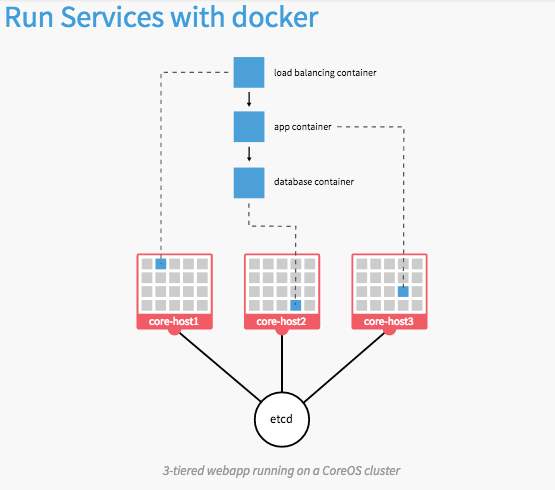 Run Services with docker
load balancing container
app container
database container
core-host1
core-host2
core-host3
etcd
3-tiered webapp running on a CoreOS cluster